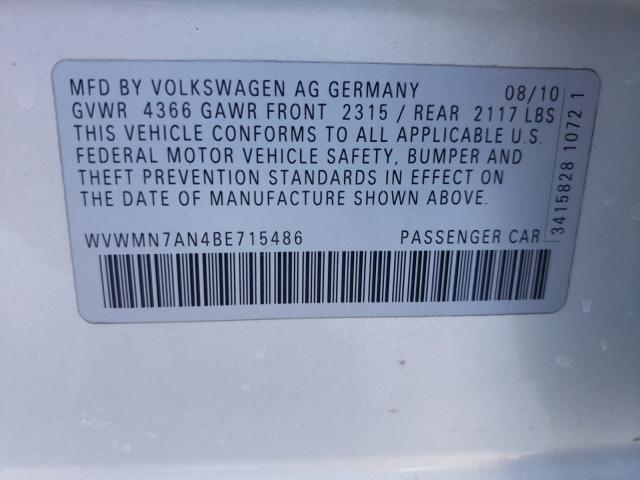 MFD BY VOLKSWAGEN AG GERMANY 08/10
GVWR 4366 GAWR FRONT 2315 / REAR 2117 LBS
THIS VEHICLE CONFORMS TO ALL APPLICABLE U.S.
FEDERAL MOTOR VEHICLE SAFETY, BUMPER AND
THEFT PREVENTION STANDARDS IN EFFECT ON
THE DATE OF MANUFACTURE SHOWN ABOVE.
WVWMN7AN4BE715486 PASSENGER CAR
3415828 1072 1